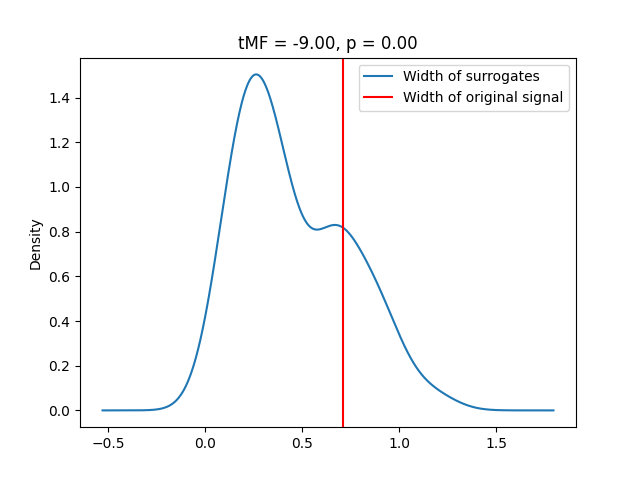 tMF = -9.00, p = 0.00
Width of surrogates
Width of original signal
Density
1.4
1.2
1.0
0.8
0.6
0.4
0.2
0.0
−0.5 0.0 0.5 1.0 1.5